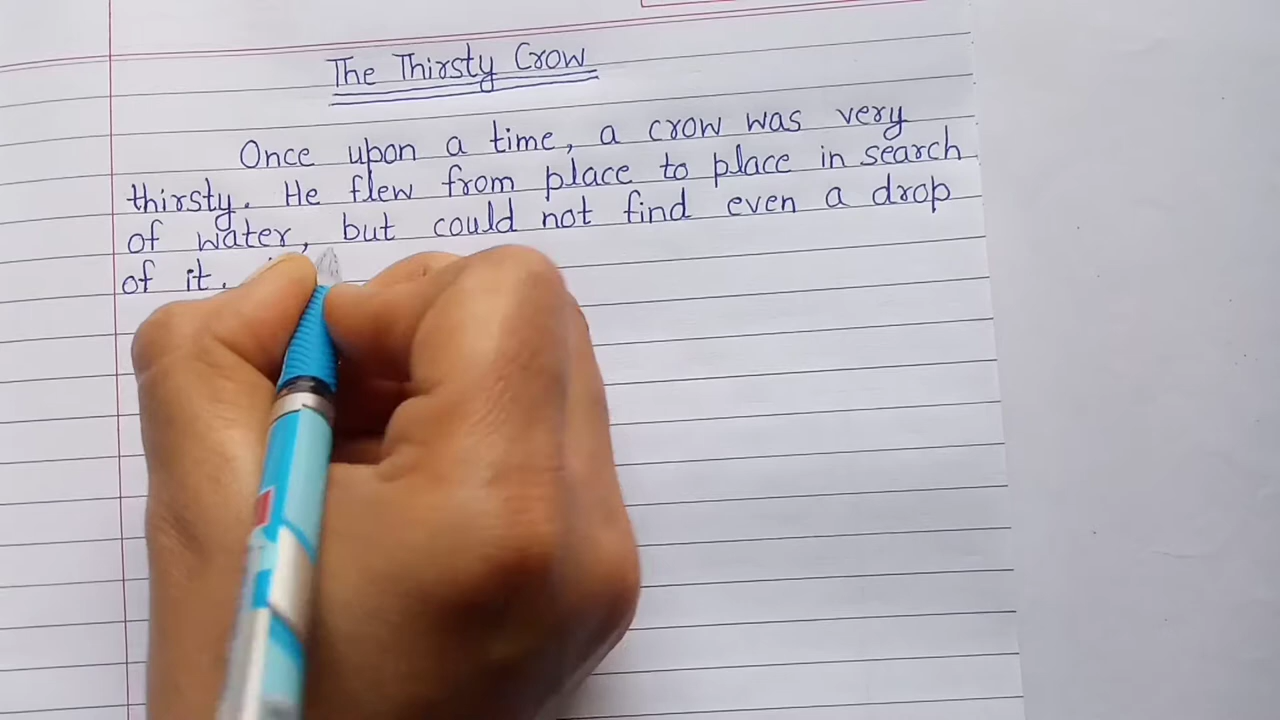 The Thirsty Crow
Once upon a time, a crow was very
thirsty. He flew from place to place in search
of water, but could not find even a drop
of it.